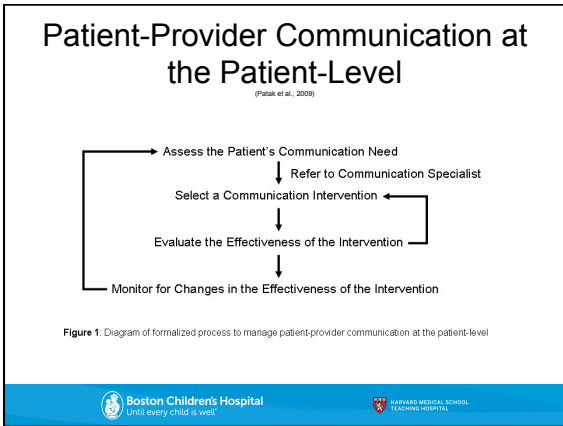 Patient-Provider Communication at
the Patient-Level
(Patak et al., 2009)
Assess the Patient's Communication Need
Refer to Communication Specialist
Select a Communication Intervention
Evaluate the Effectiveness of the Intervention
Monitor for Changes in the Effectiveness of the Intervention
Figure 1: Diagram of formalized process to manage patient-provider communication at the patient-level
Boston Children's Hospital
Until every child is well™
HARVARD MEDICAL SCHOOL
TEACHING HOSPITAL